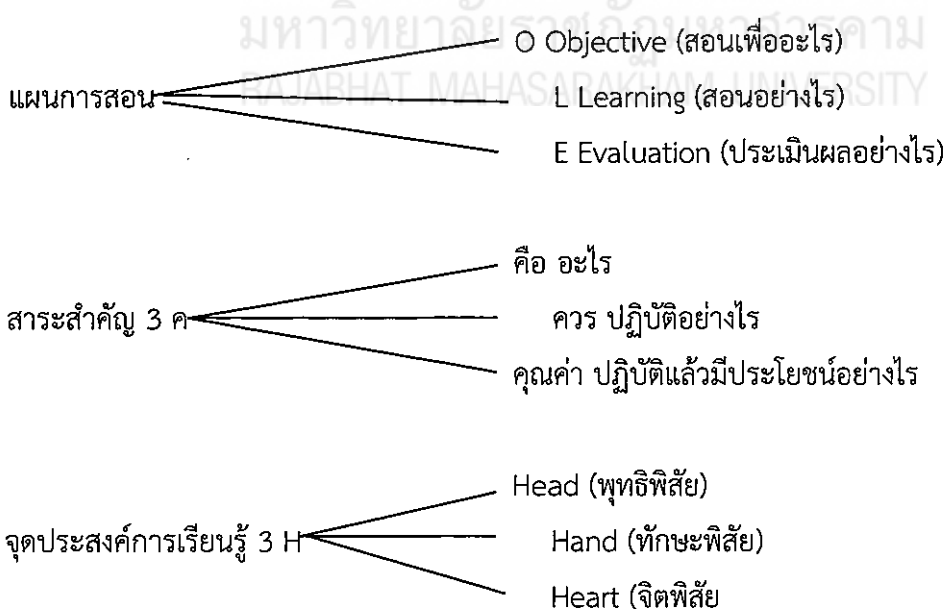 มหาวิทยาลัยราชภัฏมหาสารคาม
O Objective (สอนเพื่ออะไร)
RAJABHAT MAHASARAKHAM UNIVERSITY
แผนการสอน
L Learning (สอนอย่างไร)
E Evaluation (ประเมินผลอย่างไร)
คือ อะไร
สาระสำคัญ 3 ค
ควร ปฏิบัติอย่างไร
คุณค่า ปฏิบัติแล้วมีประโยชน์อย่างไร
Head (พุทธิพิสัย)
จุดประสงค์การเรียนรู้ 3 H
Hand (ทักษะพิสัย)
Heart (จิตพิสัย